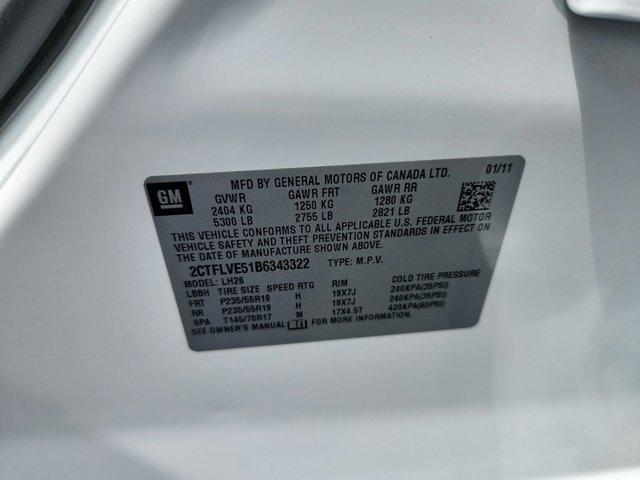 GM
MFD BY GENERAL MOTORS OF CANADA LTD. 01/11
GVWR GAWR FRT GAWR RR
2404 KG 1250 KG 1280 KG
5300 LB 2755 LB 2821 LB
THIS VEHICLE CONFORMS TO ALL APPLICABLE U.S. FEDERAL MOTOR
VEHICLE SAFETY AND THEFT PREVENTION STANDARDS IN EFFECT ON
THE DATE OF MANUFACTURE SHOWN ABOVE.
2CTFLVE51B6343322 TYPE: M.P.V.
MODEL: LH26
LBBH TIRE SIZE SPEED RTG RIM COLD TIRE PRESSURE
FRT P235/55R19 H 19X7J 240KPA(35PSI)
RR P235/55R19 H 19X7J 240KPA(35PSI)
SPA T145/70R17 M 17X4.5T 420KPA(60PSI)
SEE OWNER'S MANUAL FOR MORE INFORMATION.